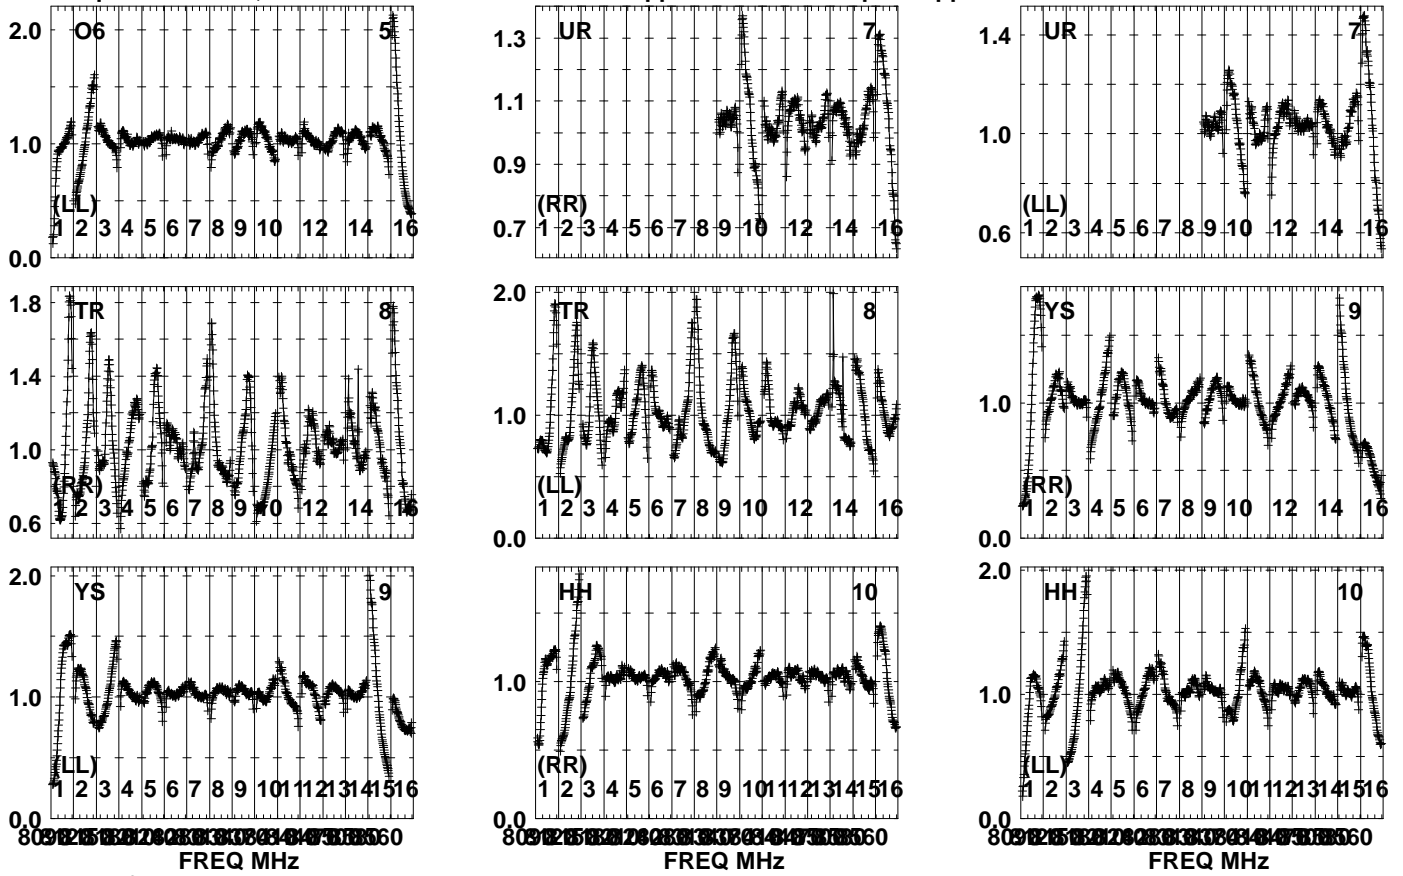 O6 5
UR 7
UR 7
2.0
1.0
0.0
1.3
1.1
0.9
0.7
1.4
1.0
0.6
(LL)
1 2 3 4 5 6 7 8 9 10 12 14 16
(RR)
1 2 3 4 5 6 7 8 9 10 12 14 16
(LL)
1 2 3 4 5 6 7 8 9 10 12 14 16
TR 8
TR 8
YS 9
1.8
1.4
1.0
0.6
2.0
1.0
0.0
1.0
0.0
(RR)
1 2 3 4 5 6 7 8 9 10 12 14 16
(LL)
1 2 3 4 5 6 7 8 9 10 12 14 16
(RR)
1 2 3 4 5 6 7 8 9 10 12 14 16
YS 9
HH 10
HH 10
2.0
1.0
0.0
1.0
0.0
2.0
1.0
0.0
(LL)
1 2 3 4 5 6 7 8 9 10 11 12 13 14 15 16
(RR)
1 2 3 4 5 6 7 8 9 10 11 12 13 14 15 16
(LL)
1 2 3 4 5 6 7 8 9 10 11 12 13 14 15 16
FREQ MHz
FREQ MHz
FREQ MHz